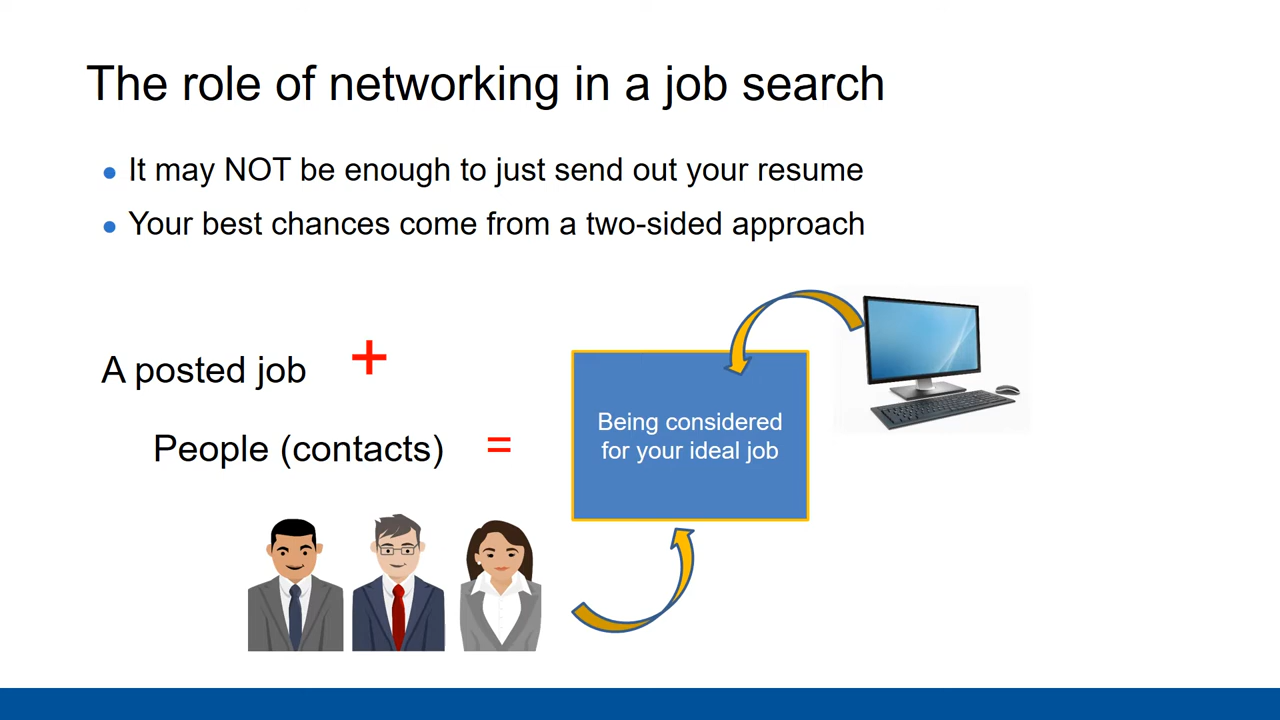 The role of networking in a job search
• It may NOT be enough to just send out your resume
• Your best chances come from a two-sided approach
A posted job +
People (contacts) =
Being considered
for your ideal job